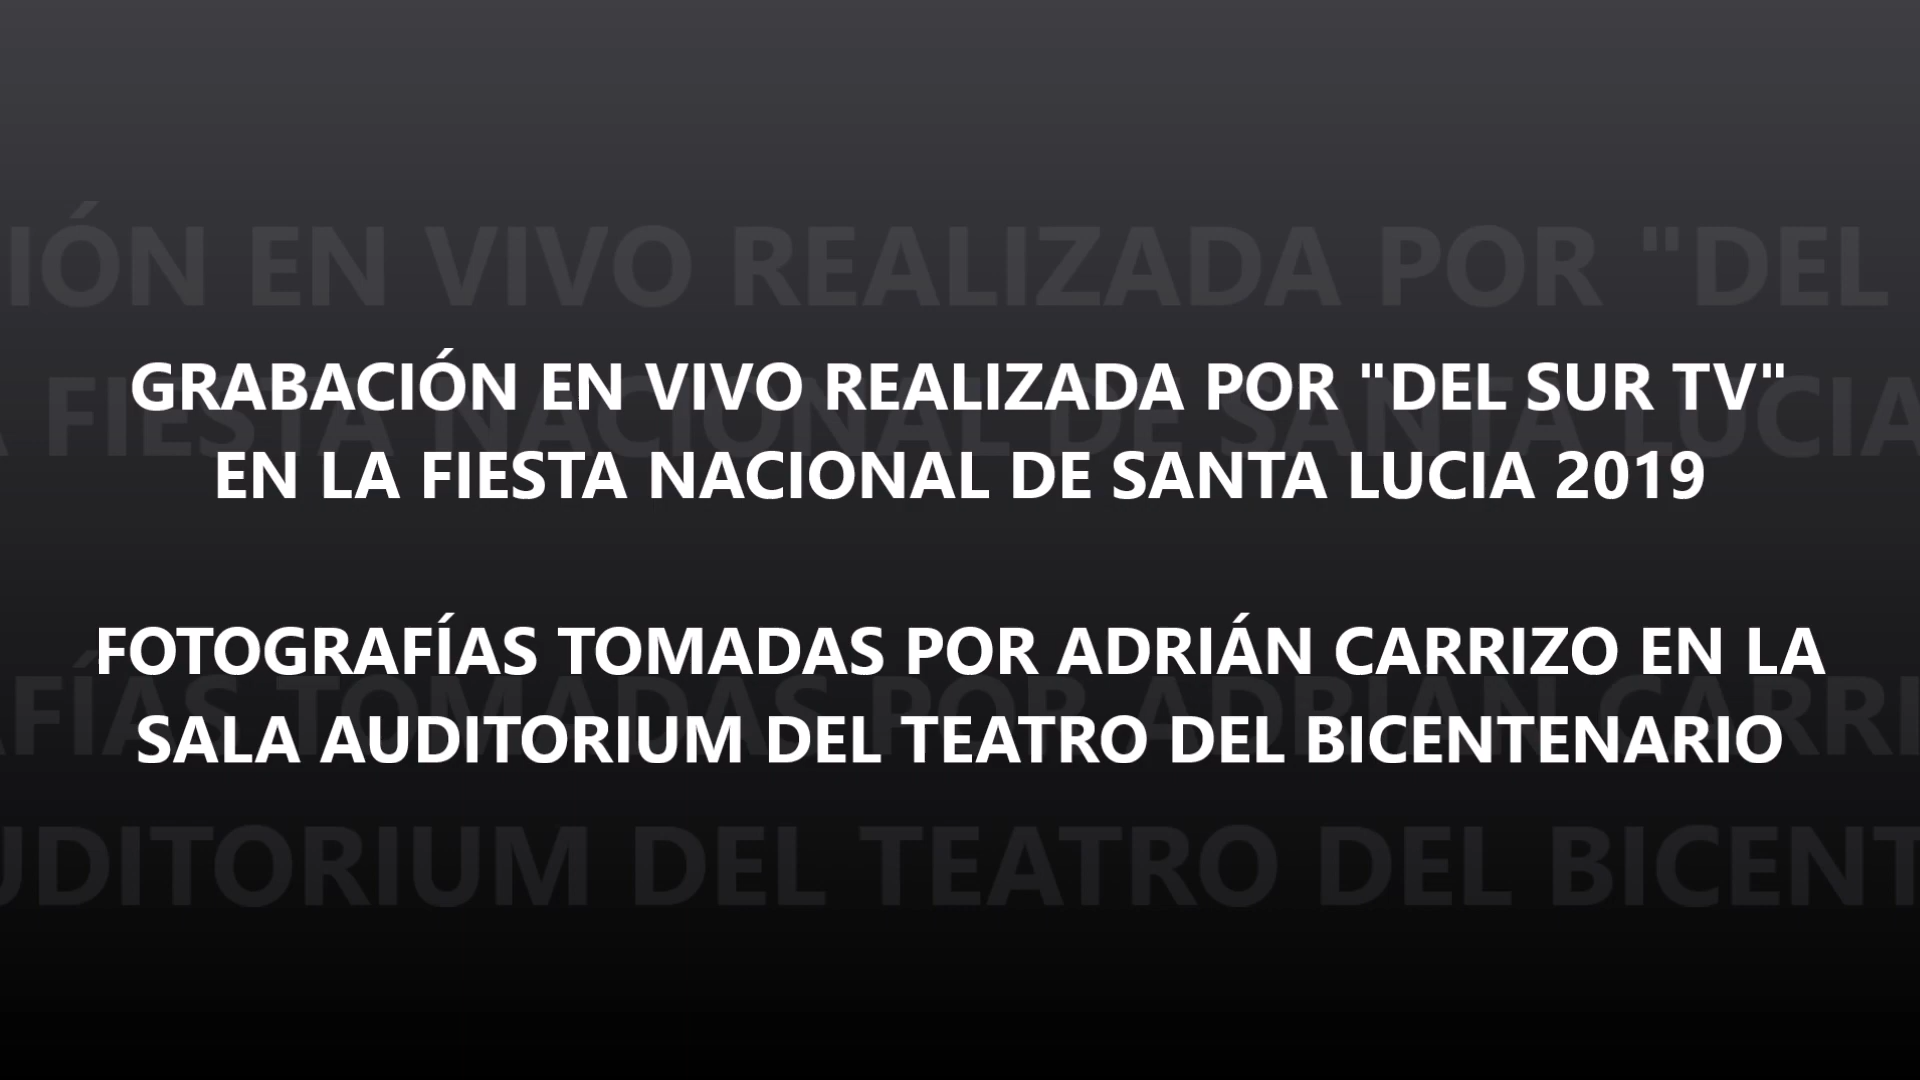 GRABACIÓN EN VIVO REALIZADA POR "DEL SUR TV"
EN LA FIESTA NACIONAL DE SANTA LUCIA 2019
FOTOGRAFÍAS TOMADAS POR ADRIÁN CARRIZO EN LA
SALA AUDITORIUM DEL TEATRO DEL BICENTENARIO